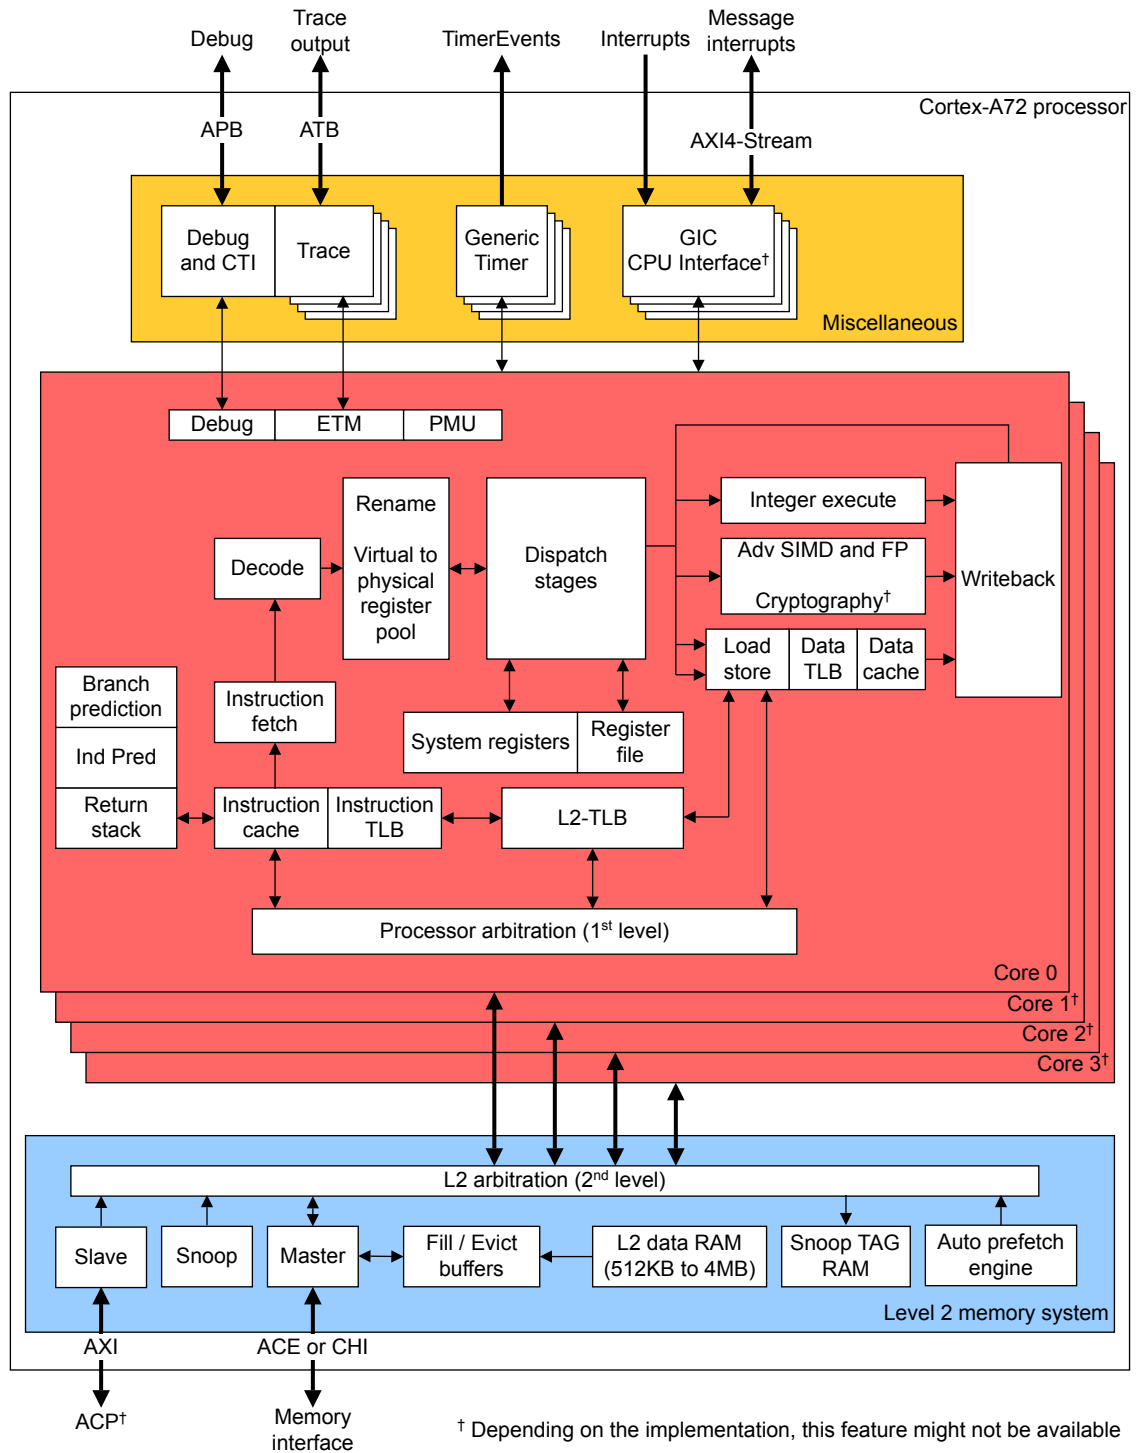 Debug
Trace
output
TimerEvents
Interrupts
Message
interrupts
Cortex-A72 processor
APB
ATB
AXI4-Stream
Debug
and CTI
Trace
Generic
Timer
GIC
CPU Interface†
Miscellaneous
Debug
ETM
PMU
Rename
Virtual to
physical
register
pool
Dispatch
stages
Integer execute
Adv SIMD and FP
Cryptography†
Writeback
Decode
Load
store
Data
TLB
Data
cache
Branch
prediction
Ind Pred
Return
stack
Instruction
fetch
System registers
Register
file
Instruction
cache
Instruction
TLB
L2-TLB
Processor arbitration (1st level)
Core 0
Core 1†
Core 2†
Core 3†
L2 arbitration (2nd level)
Slave
Snoop
Master
Fill / Evict
buffers
L2 data RAM
(512KB to 4MB)
Snoop TAG
RAM
Auto prefetch
engine
Level 2 memory system
AXI
ACE or CHI
ACP†
Memory
interface
† Depending on the implementation, this feature might not be available